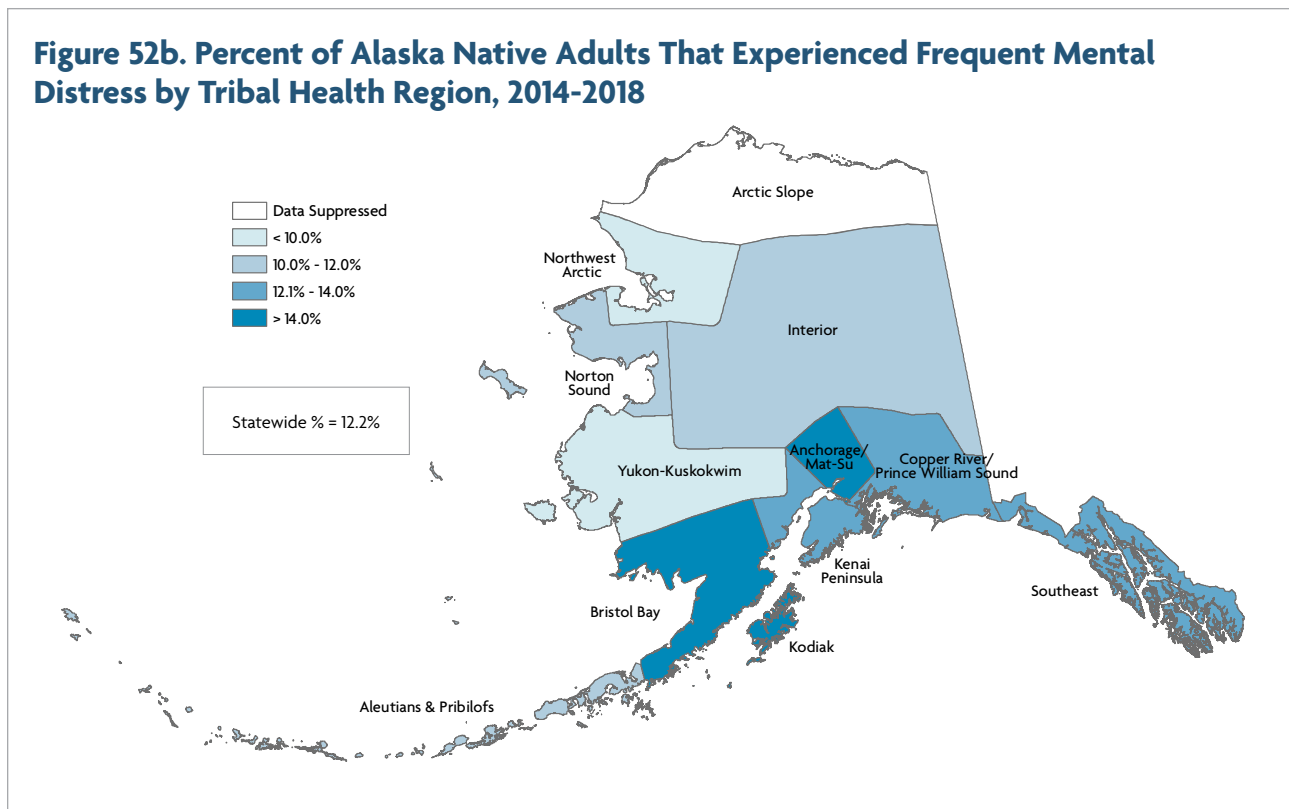 Figure 52b. Percent of Alaska Native Adults That Experienced Frequent Mental
Distress by Tribal Health Region, 2014-2018
Data Suppressed
< 10.0%
10.0% - 12.0%
12.1% - 14.0%
> 14.0%
Statewide % = 12.2%
Arctic Slope
Northwest
Arctic
Interior
Norton
Sound
Anchorage/
Mat-Su
Copper River/
Prince William Sound
Yukon-Kuskokwim
Kenai
Peninsula
Southeast
Bristol Bay
Kodiak
Aleutians & Pribilofs